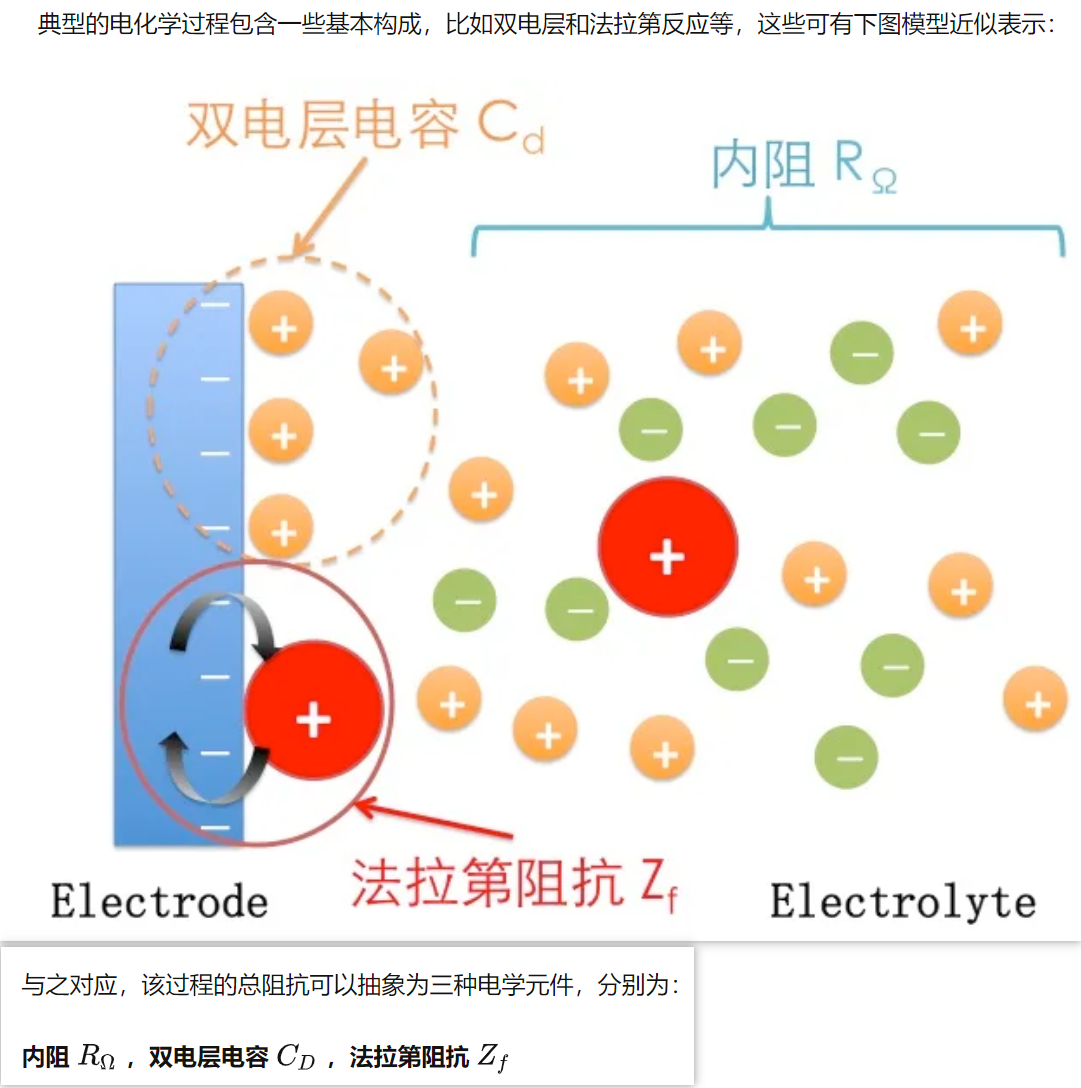 典型的电化学过程包含一些基本构成，比如双电层和法拉第反应等，这些可有下图模型近似表示：
双电层电容 C_d
内阻 R_Ω
法拉第阻抗 Z_f
Electrode
Electrolyte
与之对应，该过程的总阻抗可以抽象为三种电学元件，分别为：
内阻 R_Ω ，双电层电容 C_D ，法拉第阻抗 Z_f